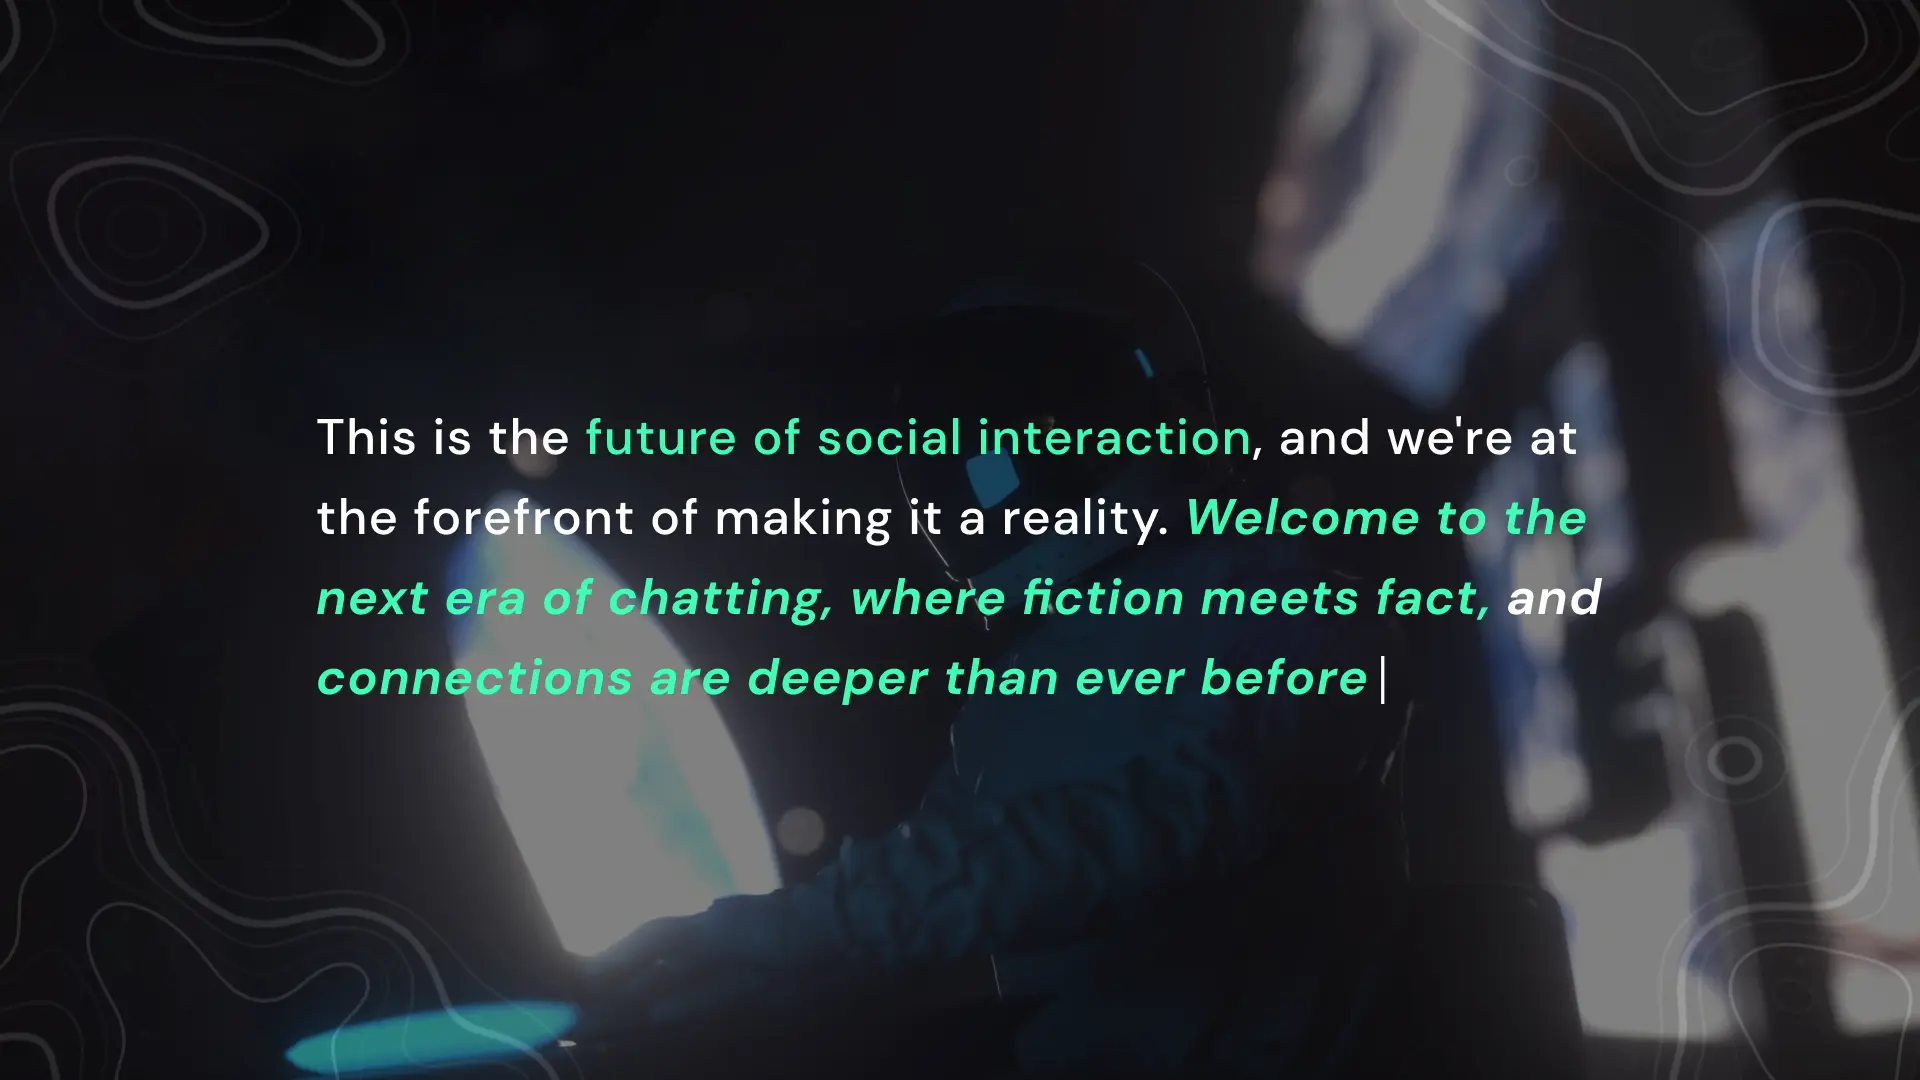 This is the future of social interaction, and we're at
the forefront of making it a reality. Welcome to the
next era of chatting, where fiction meets fact, and
connections are deeper than ever before